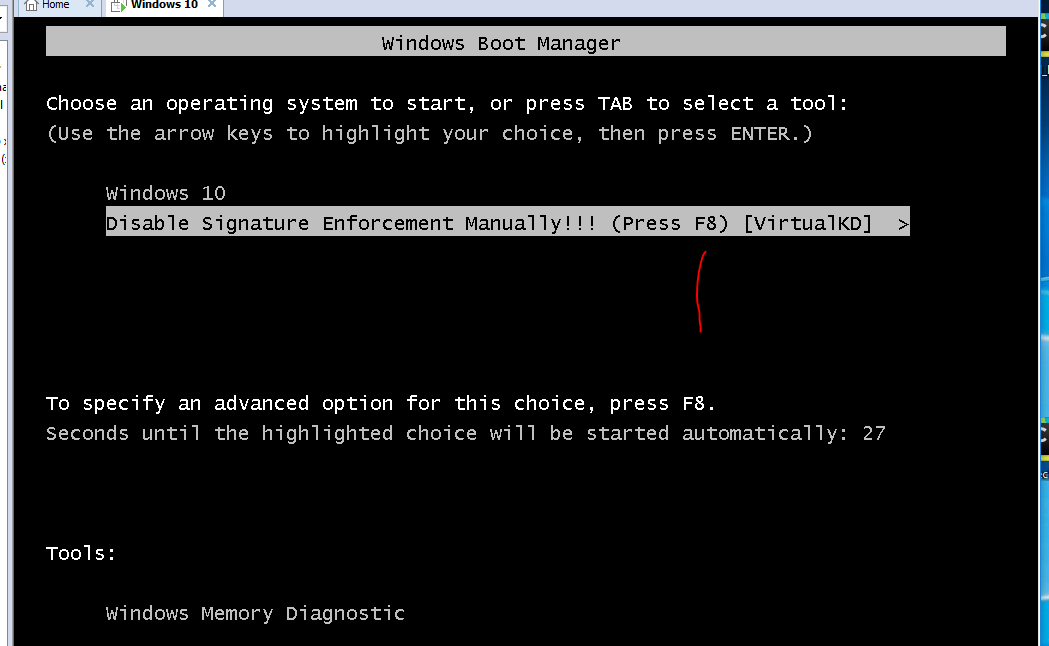 Home
Windows 10
Windows Boot Manager
Choose an operating system to start, or press TAB to select a tool:
(Use the arrow keys to highlight your choice, then press ENTER.)
Windows 10
Disable Signature Enforcement Manually!!! (Press F8) [VirtualKD] >
To specify an advanced option for this choice, press F8.
Seconds until the highlighted choice will be started automatically: 27
Tools:
Windows Memory Diagnostic